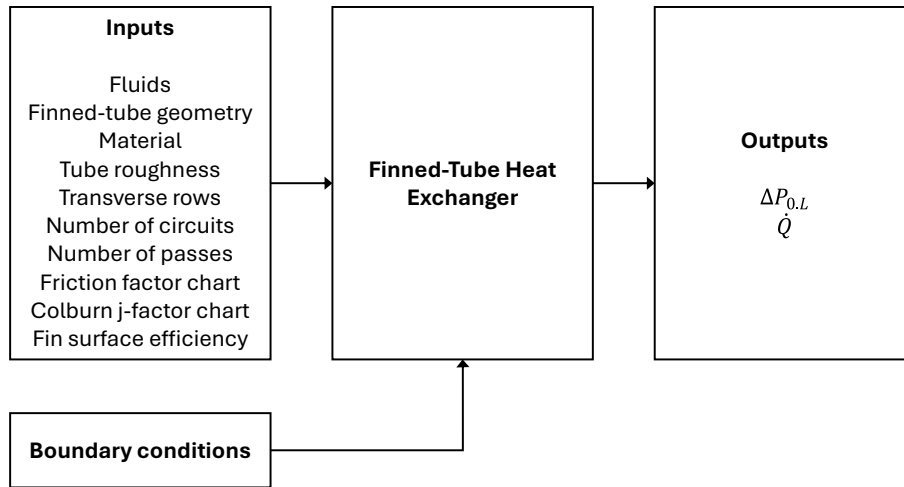 Inputs
Fluids
Finned-tube geometry
Material
Tube roughness
Transverse rows
Number of circuits
Number of passes
Friction factor chart
Colburn j-factor chart
Fin surface efficiency
Finned-Tube Heat
Exchanger
Outputs
ΔP₀.L
Q̇
Boundary conditions